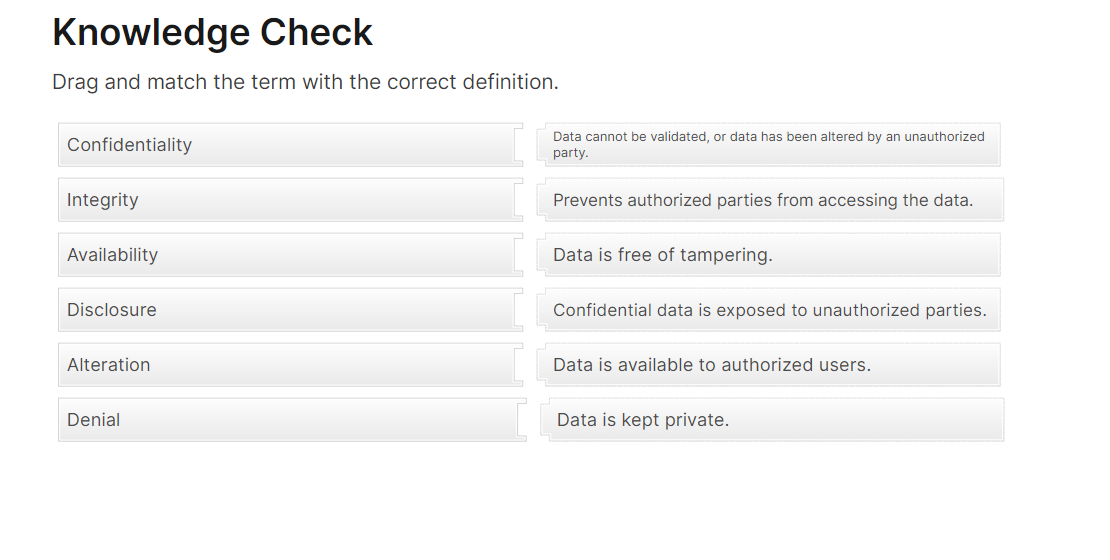 Knowledge Check
Drag and match the term with the correct definition.
Confidentiality
Data cannot be validated, or data has been altered by an unauthorized
party.
Integrity
Prevents authorized parties from accessing the data.
Availability
Data is free of tampering.
Disclosure
Confidential data is exposed to unauthorized parties.
Alteration
Data is available to authorized users.
Denial
Data is kept private.